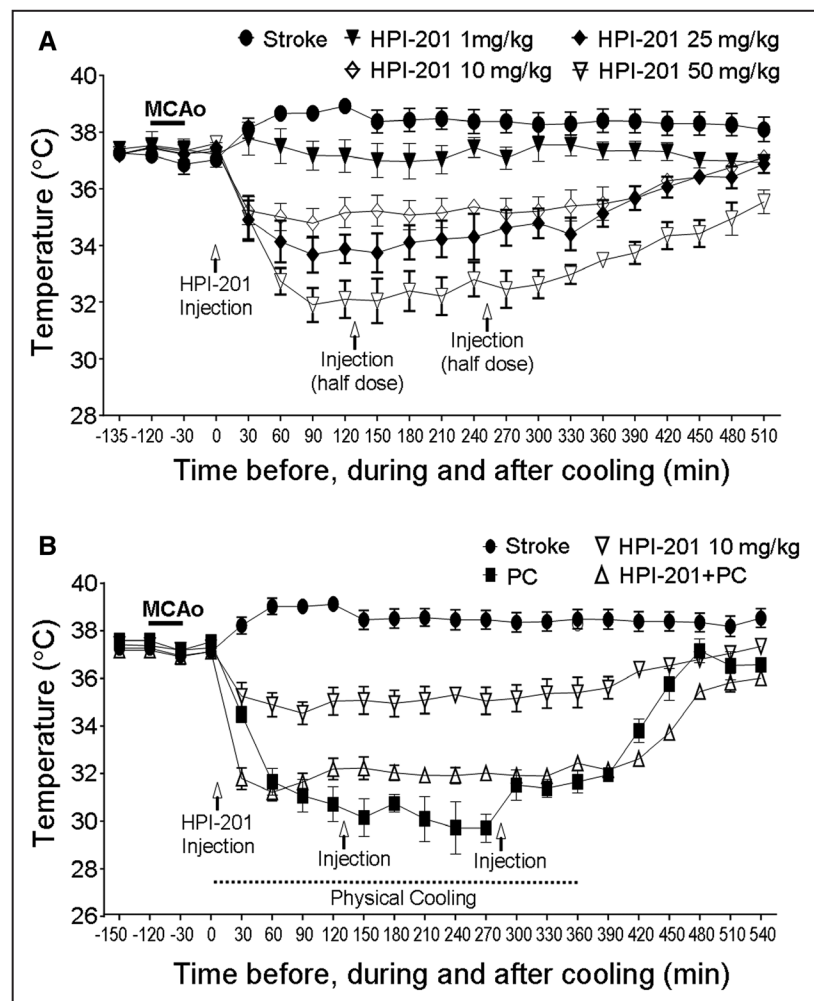 A
Stroke
HPI-201 1mg/kg
HPI-201 25 mg/kg
HPI-201 10 mg/kg
HPI-201 50 mg/kg
40
38
36
34
32
30
28
Temperature (°C)
MCAo
HPI-201
Injection
Injection
(half dose)
Injection
(half dose)
-135 -120 -30 0 30 60 90 120 150 180 210 240 270 300 330 360 390 420 450 480 510
Time before, during and after cooling (min)
B
Stroke
HPI-201 10 mg/kg
PC
HPI-201+PC
40
38
36
34
32
30
28
26
Temperature (°C)
MCAo
HPI-201
Injection
Injection
Injection
Physical Cooling
-150 -120 -30 0 30 60 90 120 150 180 210 240 270 300 330 360 390 420 450 480 510 540
Time before, during and after cooling (min)